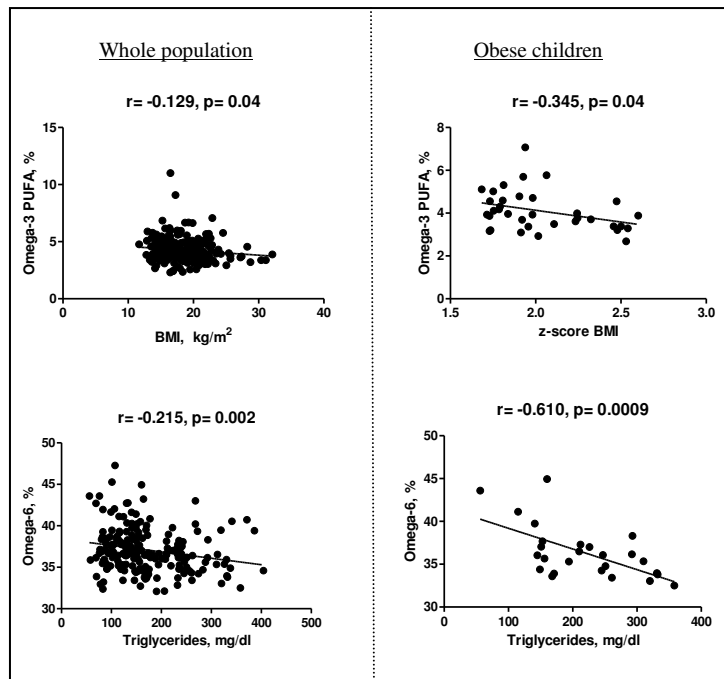 Whole population
Obese children
r= -0.129, p= 0.04
15
10
5
0
Omega-3 PUFA, %
0 10 20 30 40
BMI, kg/m²
r= -0.345, p= 0.04
8
6
4
2
0
Omega-3 PUFA, %
1.5 2.0 2.5 3.0
z-score BMI
r= -0.215, p= 0.002
50
45
40
35
30
Omega-6, %
0 100 200 300 400 500
Triglycerides, mg/dl
r= -0.610, p= 0.0009
50
45
40
35
30
Omega-6, %
0 100 200 300 400
Triglycerides, mg/dl